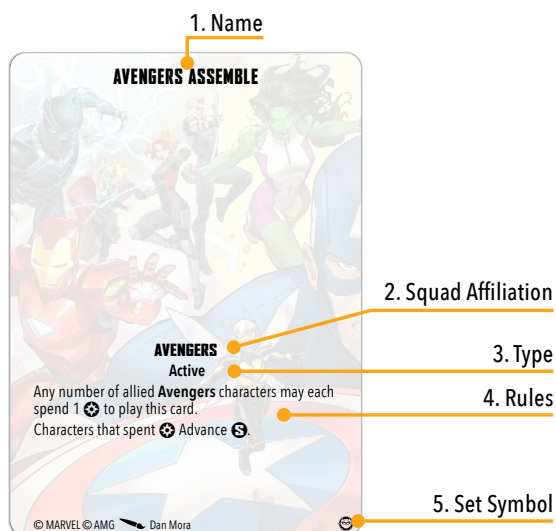 1. Name
AVENGERS ASSEMBLE
2. Squad Affiliation
AVENGERS
3. Type
Active
4. Rules
Any number of allied Avengers characters may each
spend 1 to play this card.
Characters that spent Advance S.
5. Set Symbol
© MARVEL © AMG Dan Mora